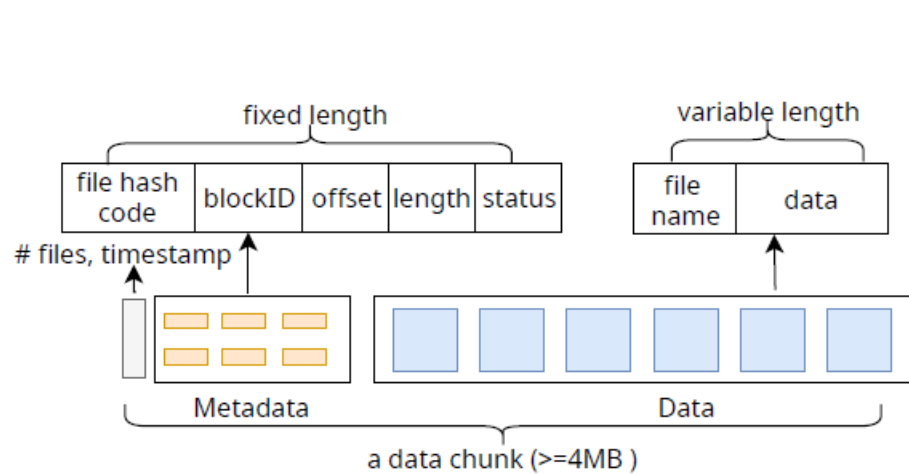 fixed length
variable length
file hash code
blockID
offset
length
status
file name
data
# files, timestamp
Metadata
Data
a data chunk (>=4MB )